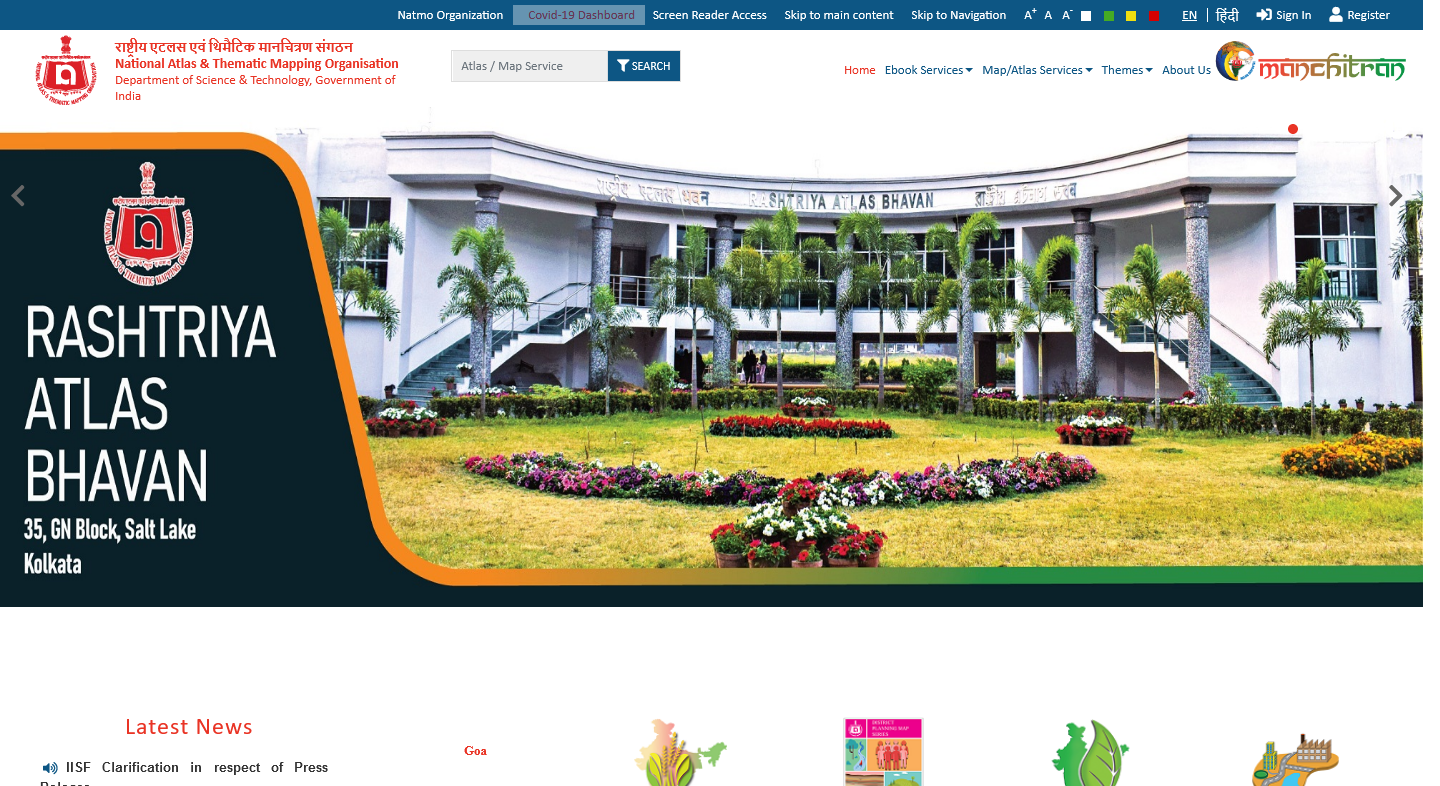 Natmo Organization Covid-19 Dashboard Screen Reader Access Skip to main content Skip to Navigation A+ A A- EN हिंदी Sign In Register
राष्ट्रीय एटलस एवं थिमैटिक मानचित्रण संगठन
National Atlas & Thematic Mapping Organisation
Department of Science & Technology, Government of
India
Atlas / Map Service SEARCH
Home Ebook Services Map/Atlas Services Themes About Us
manchitran
RASHTRIYA ATLAS BHAVAN
RASHTRIYA
ATLAS
BHAVAN
35, GN Block, Salt Lake
Kolkata
Latest News
IISF Clarification in respect of Press
Goa
DISTRICT
PLANNING MAP
SERIES